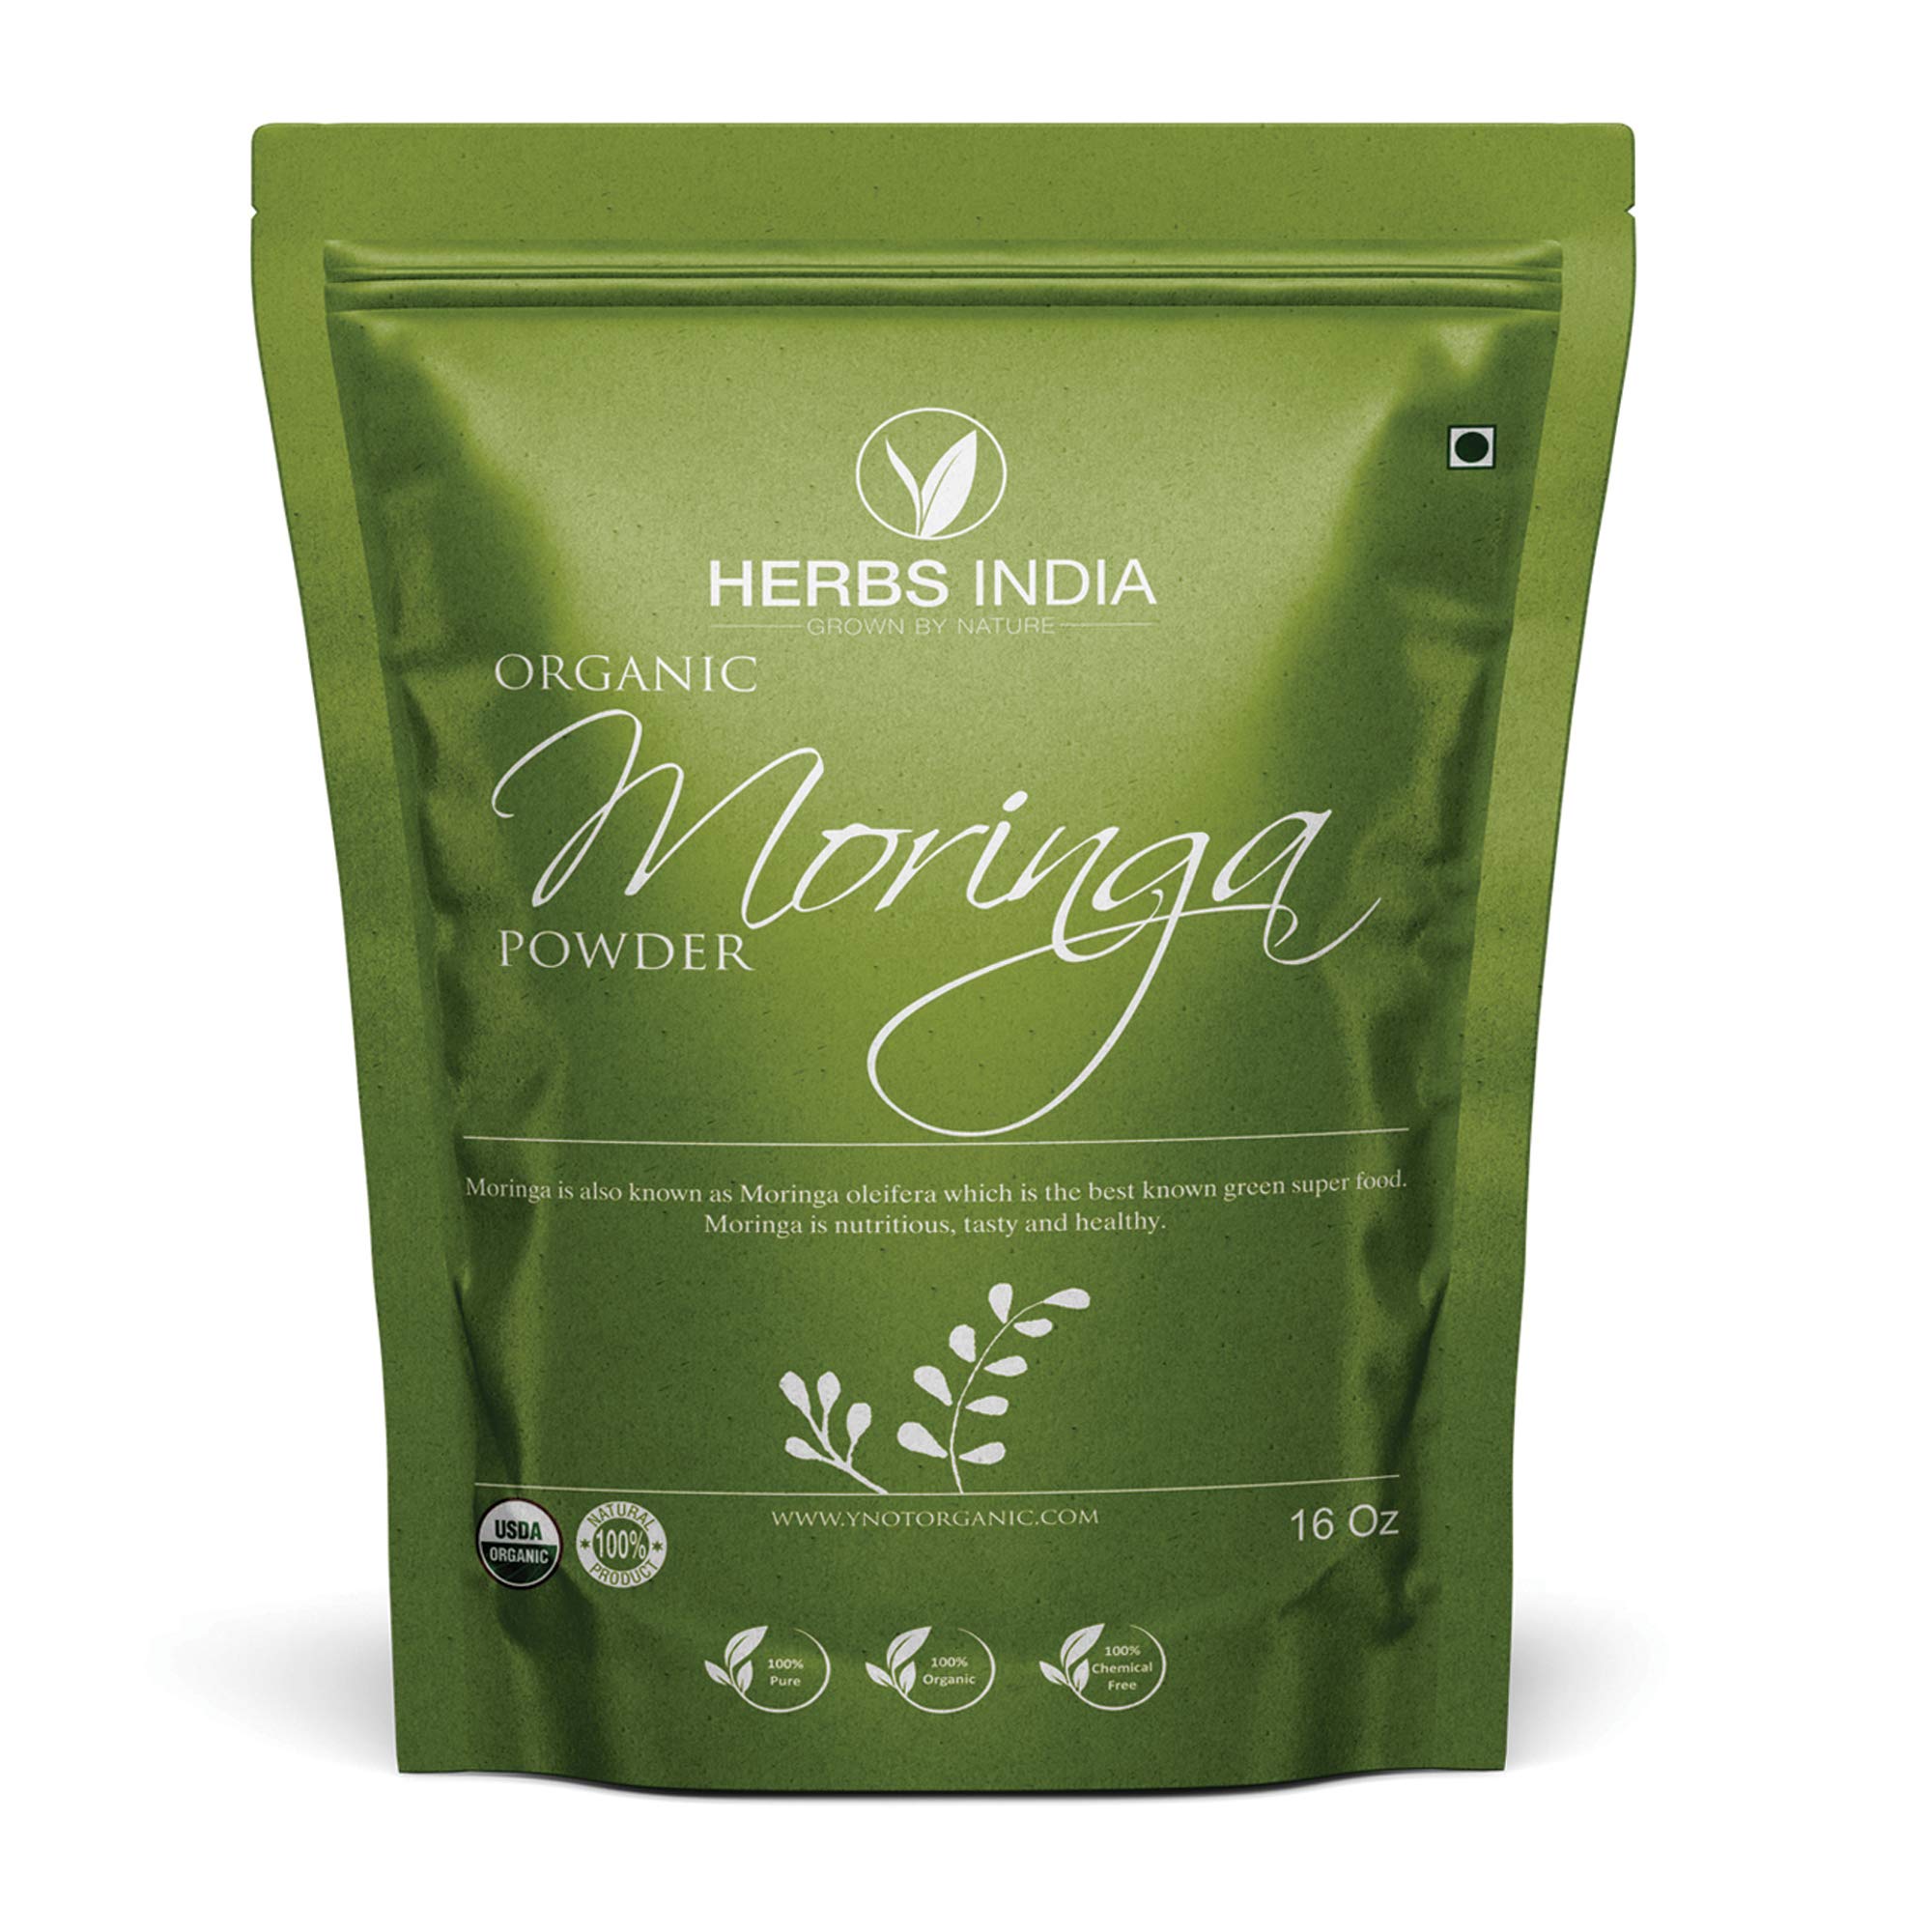 HERBS INDIA
GROWN BY NATURE
ORGANIC
Moringa
POWDER
Moringa is also known as Moringa oleifera which is the best known green super food.
Moringa is nutritious, tasty and healthy.
USDA
ORGANIC
NATURAL
100%
PRODUCT
WWW.YNOTORGANIC.COM
16 Oz
100%
Pure
100%
Organic
100%
Chemical
Free